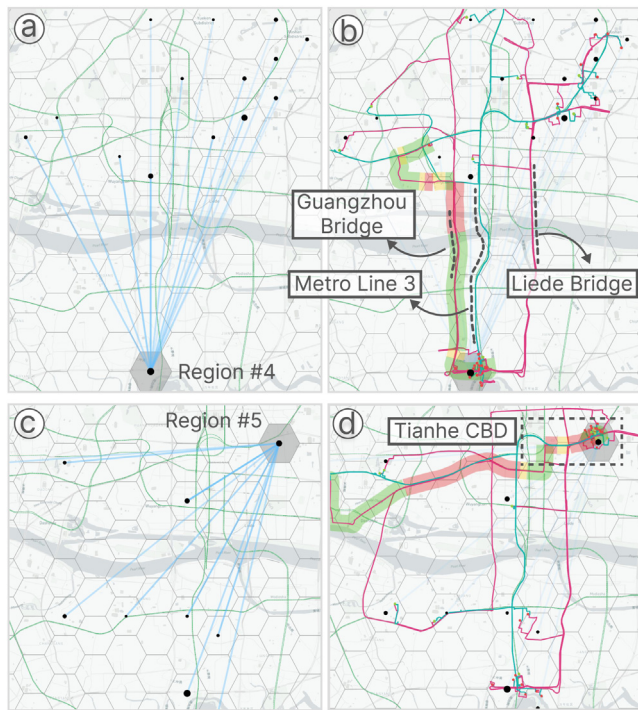 a
b
Guangzhou
Bridge
Metro Line 3
Liede Bridge
Region #4
c
Region #5
d
Tianhe CBD